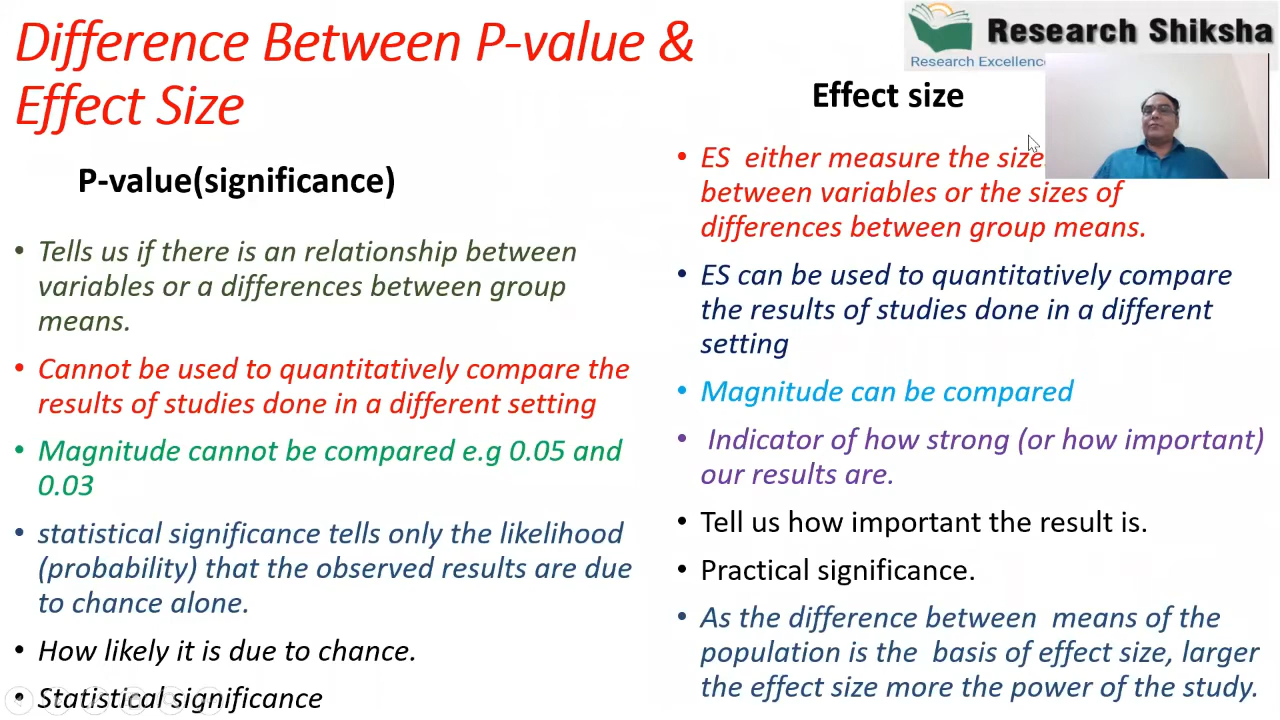 Difference Between P-value &
Effect Size
Research Shiksha
Research Excellence
P-value(significance)
• Tells us if there is an relationship between
variables or a differences between group
means.
• Cannot be used to quantitatively compare the
results of studies done in a different setting
• Magnitude cannot be compared e.g 0.05 and
0.03
• statistical significance tells only the likelihood
(probability) that the observed results are due
to chance alone.
• How likely it is due to chance.
• Statistical significance
Effect size
• ES either measure the sizes
between variables or the sizes of
differences between group means.
• ES can be used to quantitatively compare
the results of studies done in a different
setting
• Magnitude can be compared
• Indicator of how strong (or how important)
our results are.
• Tell us how important the result is.
• Practical significance.
• As the difference between means of the
population is the basis of effect size, larger
the effect size more the power of the study.